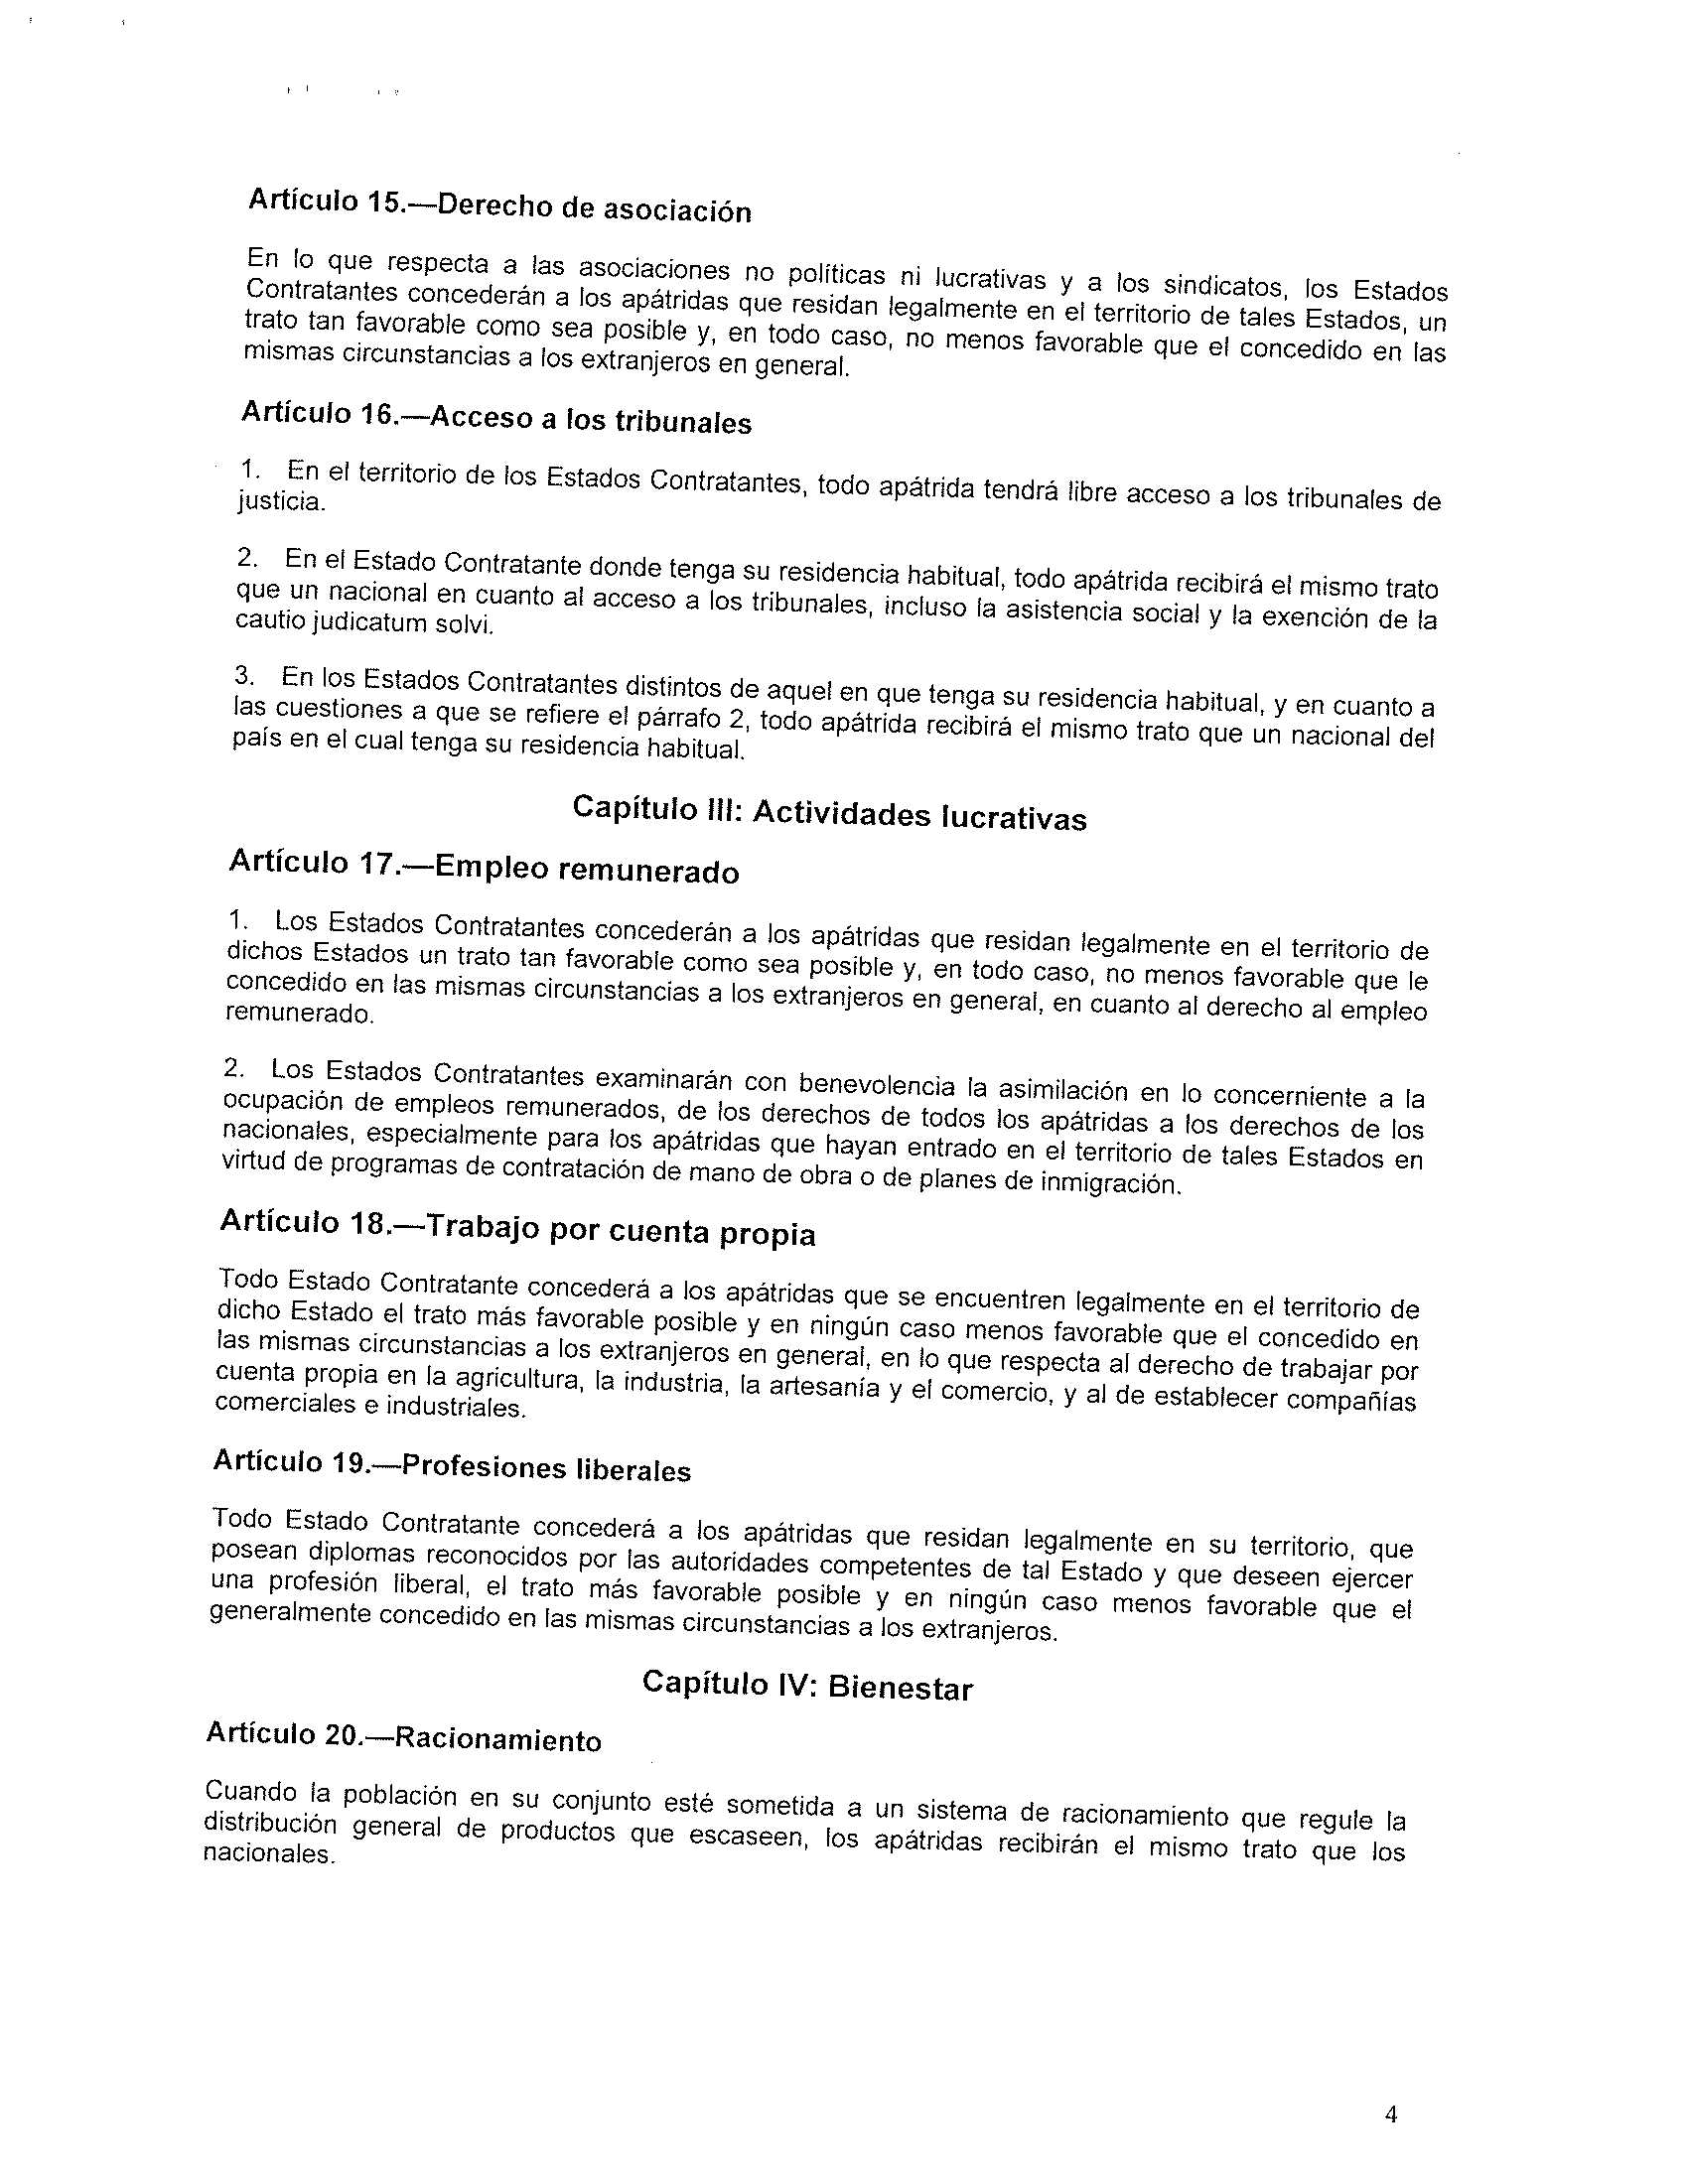 Artículo 15.—Derecho de asociación
En lo que respecta a las asociaciones no políticas ni lucrativas y a los sindicatos, los Estados
Contratantes concederán a los apátridas que residan legalmente en el territorio de tales Estados, un
trato tan favorable como sea posible y, en todo caso, no menos favorable que el concedido en las
mismas circunstancias a los extranjeros en general.
Artículo 16.—Acceso a los tribunales
1. En el territorio de los Estados Contratantes, todo apátrida tendrá libre acceso a los tribunales de
justicia.
2. En el Estado Contratante donde tenga su residencia habitual, todo apátrida recibirá el mismo trato
que un nacional en cuanto al acceso a los tribunales, incluso la asistencia social y la exención de la
cautio judicatum solvi.
3. En los Estados Contratantes distintos de aquel en que tenga su residencia habitual, y en cuanto a
las cuestiones a que se refiere el párrafo 2, todo apátrida recibirá el mismo trato que un nacional del
país en el cual tenga su residencia habitual.
Capítulo III: Actividades lucrativas
Artículo 17.—Empleo remunerado
1. Los Estados Contratantes concederán a los apátridas que residan legalmente en el territorio de
dichos Estados un trato tan favorable como sea posible y, en todo caso, no menos favorable que le
concedido en las mismas circunstancias a los extranjeros en general, en cuanto al derecho al empleo
remunerado.
2. Los Estados Contratantes examinarán con benevolencia la asimilación en lo concerniente a la
ocupación de empleos remunerados, de los derechos de todos los apátridas a los derechos de los
nacionales, especialmente para los apátridas que hayan entrado en el territorio de tales Estados en
virtud de programas de contratación de mano de obra o de planes de inmigración.
Artículo 18.—Trabajo por cuenta propia
Todo Estado Contratante concederá a los apátridas que se encuentren legalmente en el territorio de
dicho Estado el trato más favorable posible y en ningún caso menos favorable que el concedido en
las mismas circunstancias a los extranjeros en general, en lo que respecta al derecho de trabajar por
cuenta propia en la agricultura, la industria, la artesanía y el comercio, y al de establecer compañías
comerciales e industriales.
Artículo 19.—Profesiones liberales
Todo Estado Contratante concederá a los apátridas que residan legalmente en su territorio, que
posean diplomas reconocidos por las autoridades competentes de tal Estado y que deseen ejercer
una profesión liberal, el trato más favorable posible y en ningún caso menos favorable que el
generalmente concedido en las mismas circunstancias a los extranjeros.
Capítulo IV: Bienestar
Artículo 20.—Racionamiento
Cuando la población en su conjunto esté sometida a un sistema de racionamiento que regule la
distribución general de productos que escaseen, los apátridas recibirán el mismo trato que los
nacionales.
4